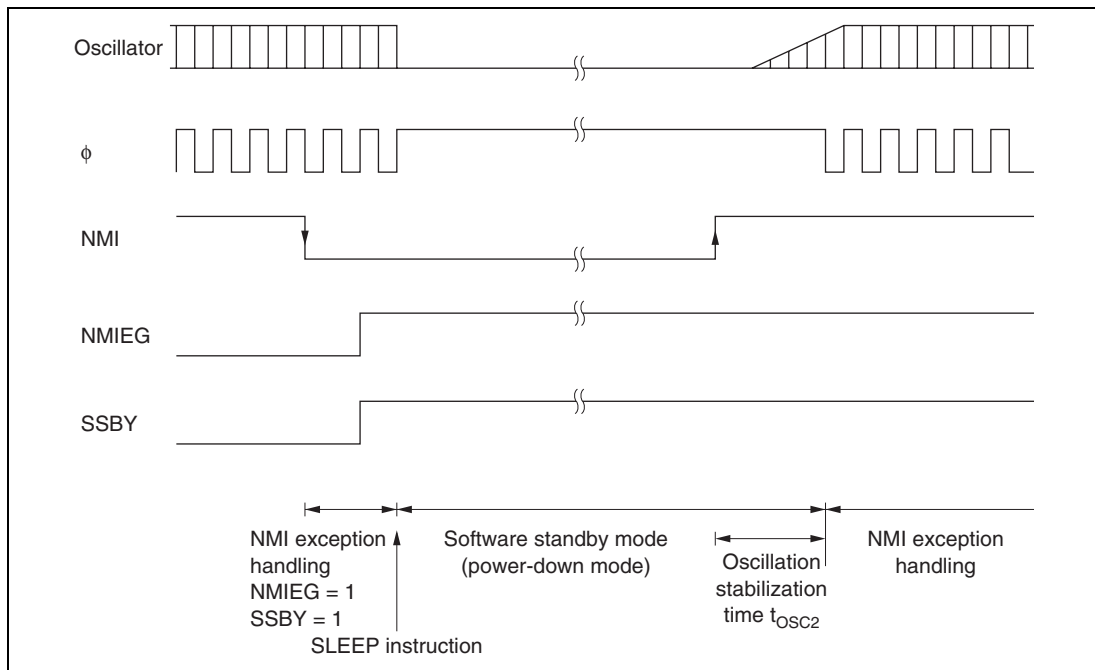 Oscillator
ϕ
NMI
NMIEG
SSBY
NMI exception
handling
NMIEG = 1
SSBY = 1
SLEEP instruction
Software standby mode
(power-down mode)
Oscillation
stabilization
time tOSC2
NMI exception
handling